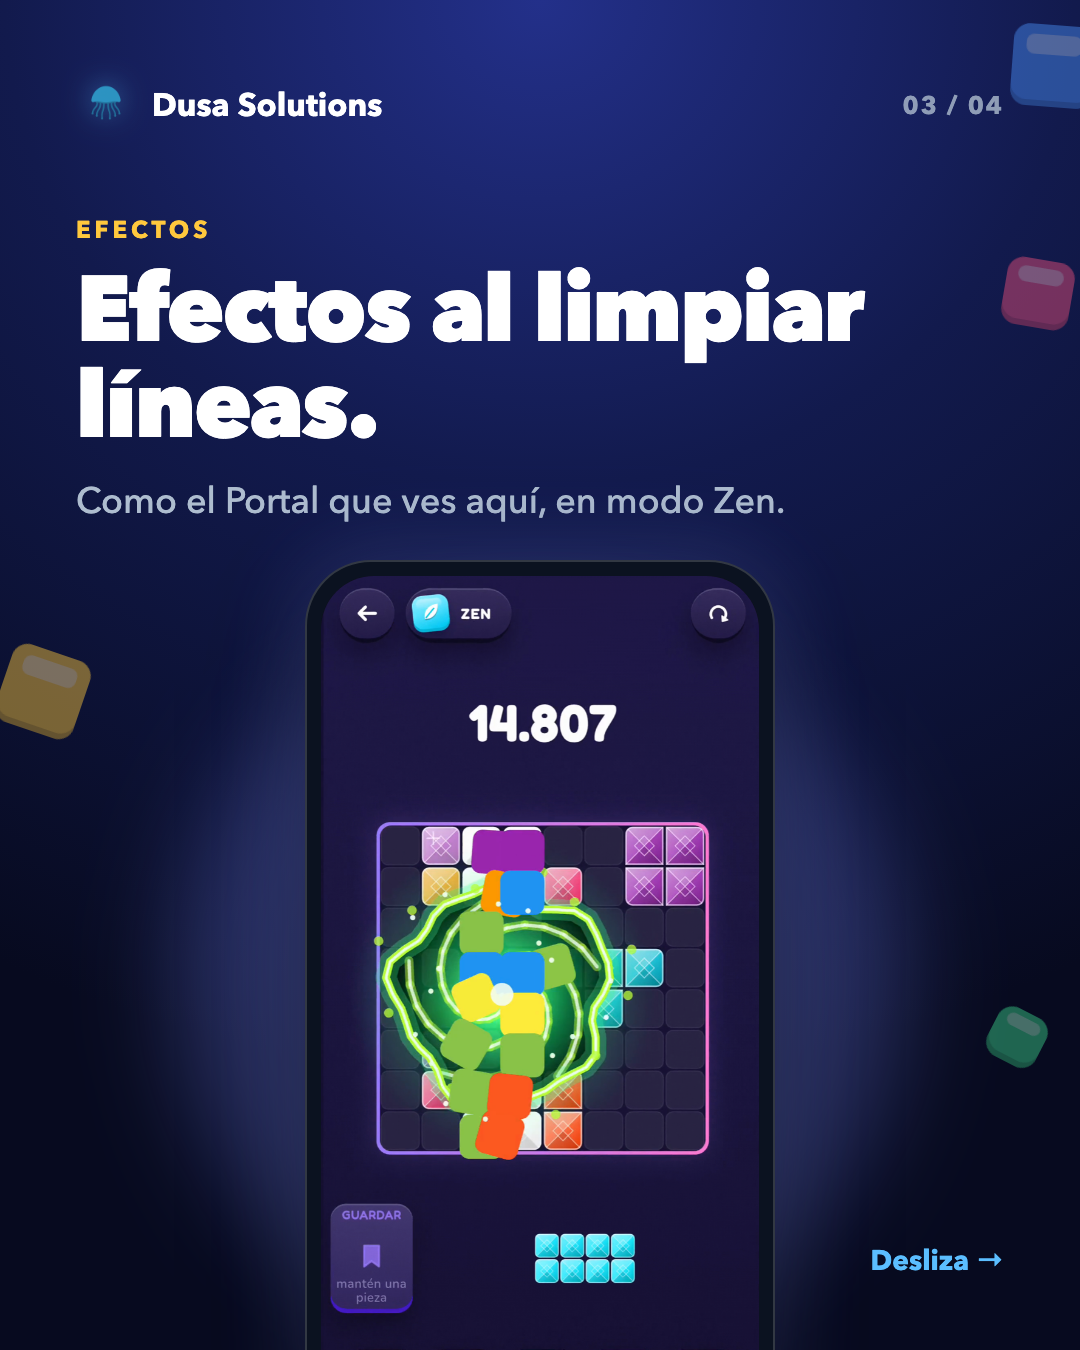 Dusa Solutions
03 / 04
EFECTOS
Efectos al limpiar
líneas.
Como el Portal que ves aquí, en modo Zen.
ZEN
14.807
GUARDAR
mantén una
pieza
Desliza →